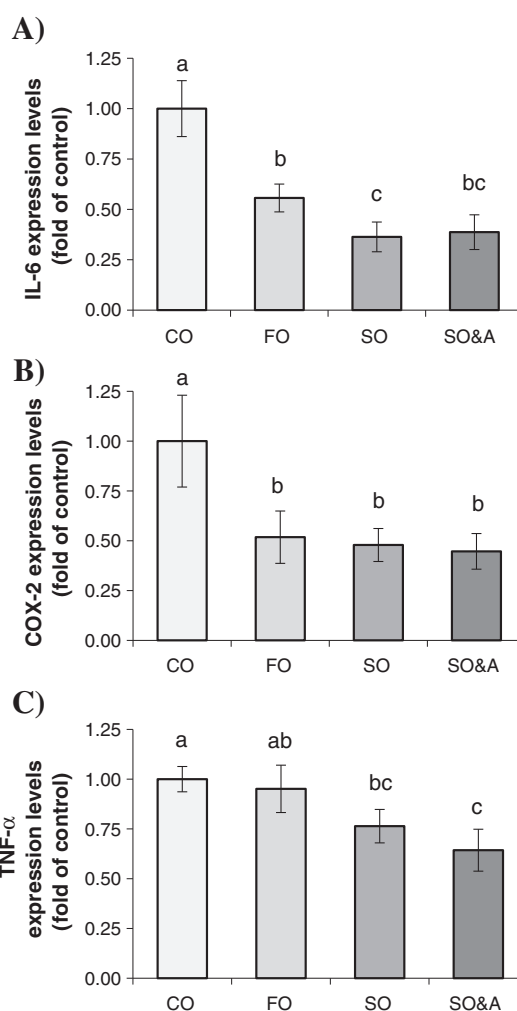 A)
IL-6 expression levels
(fold of control)
1.25
1.00
0.75
0.50
0.25
0.00
a
b
c
bc
CO FO SO SO&A
B)
COX-2 expression levels
(fold of control)
1.25
1.00
0.75
0.50
0.25
0.00
a
b
b
b
CO FO SO SO&A
C)
TNF-α
expression levels
(fold of control)
1.25
1.00
0.75
0.50
0.25
0.00
a
ab
bc
c
CO FO SO SO&A